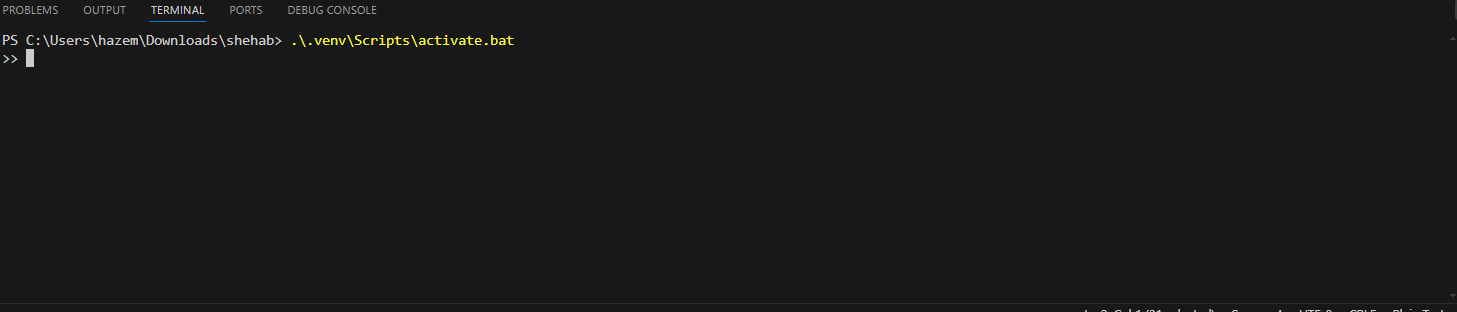 PROBLEMS OUTPUT TERMINAL PORTS DEBUG CONSOLE
PS C:\Users\hazem\Downloads\shehab> .\.venv\Scripts\activate.bat
>>